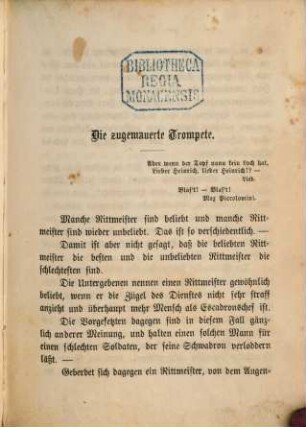 BIBLIOTHECA
REGIA
MONACENSIS
Die zugemauerte Trompete.
Aber wenn der Topf nunu kein Loch hat,
Lieber Heinrich, lieber Heinrich?? —
Lied.
Blas't! — Blas't!
Max Piccolomini.
Manche Rittmeister sind beliebt und manche Ritt-
meister sind wieder unbeliebt. Das ist so verschiedentlich. —
Damit ist aber nicht gesagt, daß die beliebten Ritt-
meister die besten und die unbeliebten Rittmeister
die schlechtesten sind.
Die Untergebenen nennen einen Rittmeister gewöhnlich
beliebt, wenn er die Zügel des Dienstes nicht sehr straff
anzieht und überhaupt mehr Mensch als Escadronschef ist.
Die Vorgesetzten dagegen sind in diesem Fall gänz-
lich anderer Meinung, und halten einen solchen Mann für
einen schlechten Soldaten, der seine Schwadron verloddern
läßt. —
Geberdet sich dagegen ein Rittmeister, von dem Augen-